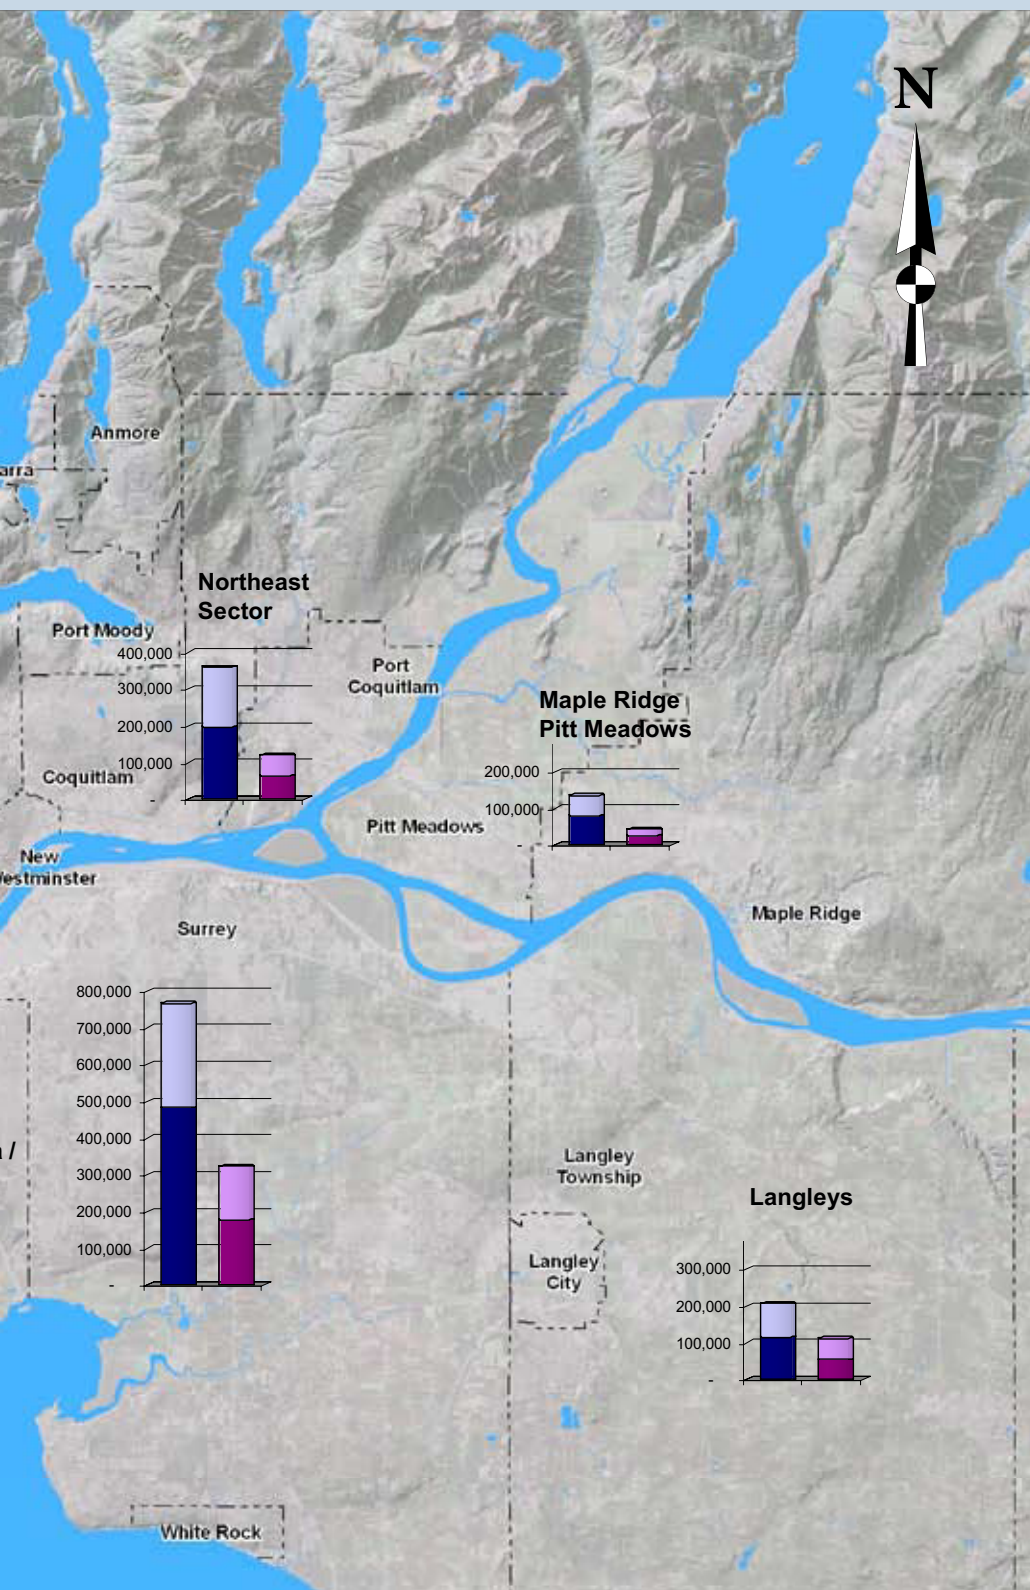 N
Anmore
arra
Northeast
Sector
Port Moody
400,000
300,000
200,000
100,000
-
Port
Coquitlam
Coquitlam
Maple Ridge
Pitt Meadows
200,000
100,000
-
Pitt Meadows
New
Westminster
Maple Ridge
Surrey
800,000
700,000
600,000
500,000
400,000
300,000
200,000
100,000
-
/
Langley
Township
Langleys
Langley
City
300,000
200,000
100,000
-
White Rock